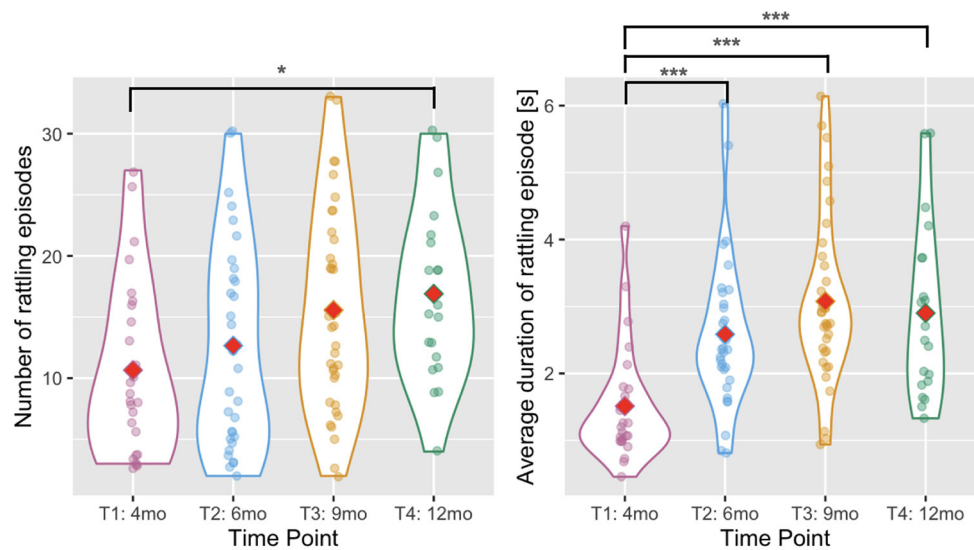 ***
***
*
***
Number of rattling episodes
30
20
10
T1: 4mo T2: 6mo T3: 9mo T4: 12mo
Time Point
Average duration of rattling episode [s]
6
4
2
T1: 4mo T2: 6mo T3: 9mo T4: 12mo
Time Point